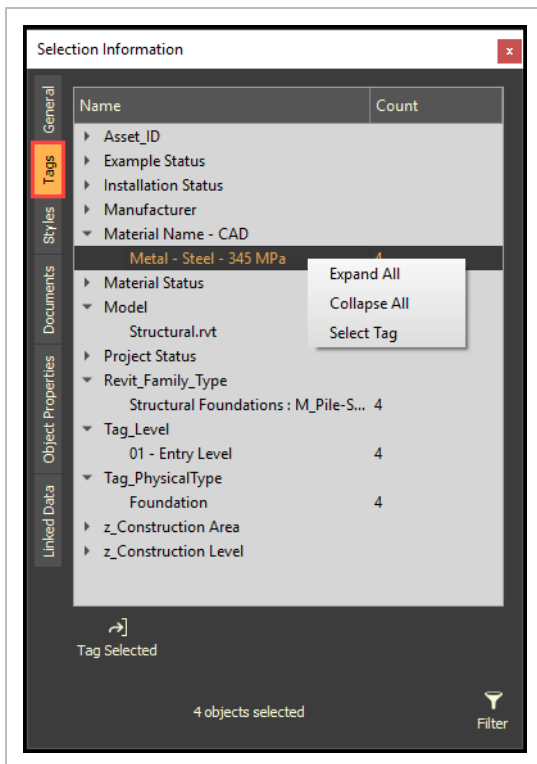 Selection Information
x
General
Tags
Styles
Documents
Object Properties
Linked Data
Name Count
Asset_ID
Example Status
Installation Status
Manufacturer
Material Name - CAD
Metal - Steel - 345 MPa 4
Material Status
Model
Structural.rvt
Project Status
Revit_Family_Type
Structural Foundations : M_Pile-S... 4
Tag_Level
01 - Entry Level 4
Tag_PhysicalType
Foundation 4
z_Construction Area
z_Construction Level
Expand All
Collapse All
Select Tag
Tag Selected
4 objects selected
Filter